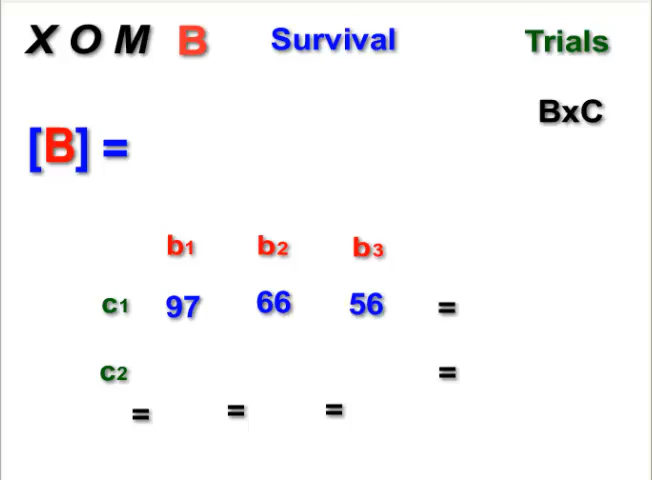 X O M B Survival Trials
BxC
[B] =
b1 b2 b3
c1 97 66 56 =
c2 =
= = =